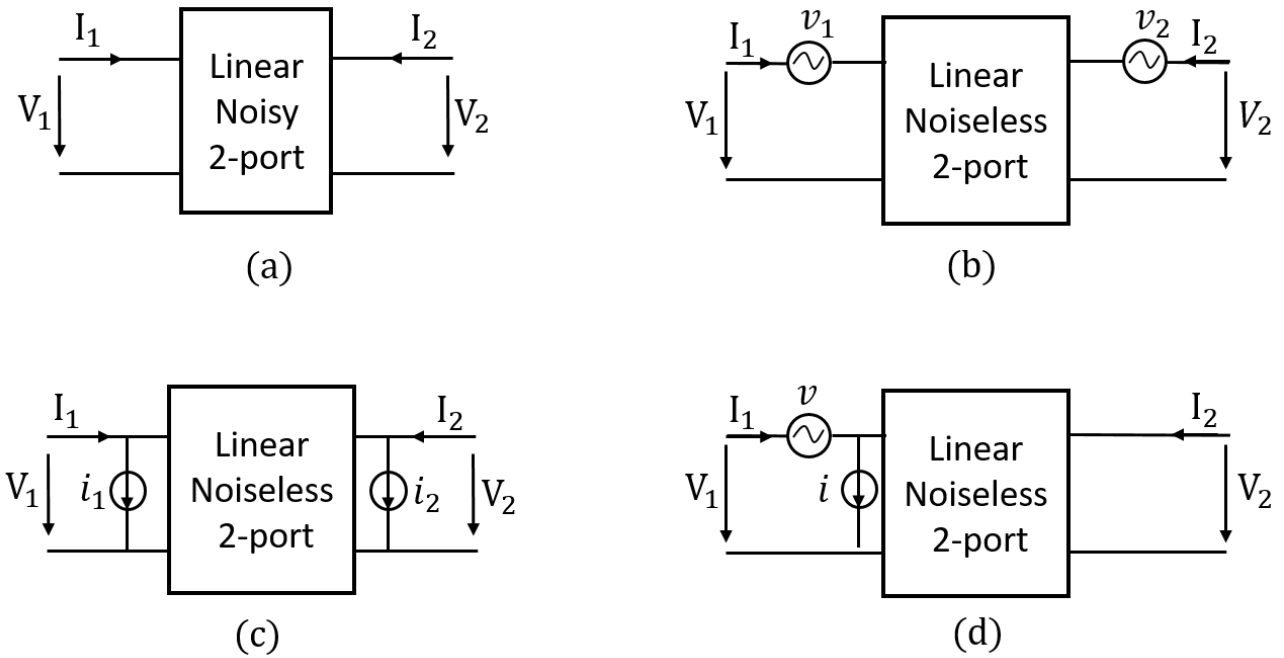 I₁
I₂
V₁
Linear
Noisy
2-port
V₂
(a)
I₁
v₁
v₂
I₂
V₁
Linear
Noiseless
2-port
V₂
(b)
I₁
I₂
V₁
i₁
Linear
Noiseless
2-port
i₂
V₂
(c)
I₁
v
I₂
V₁
i
Linear
Noiseless
2-port
V₂
(d)